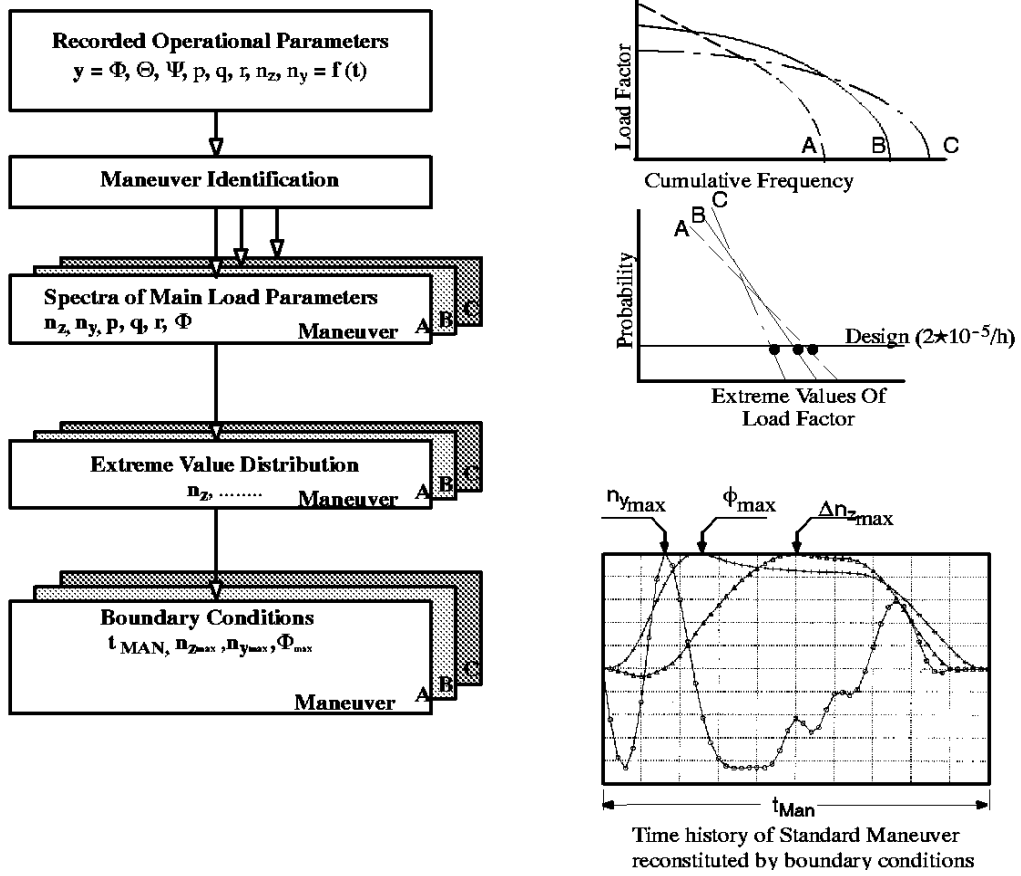 Recorded Operational Parameters
y = Φ, Θ, Ψ, p, q, r, nz, ny = f (t)
Maneuver Identification
Spectra of Main Load Parameters
nz, ny, p, q, r, Φ
Maneuver A B C
Extreme Value Distribution
nz, ........
Maneuver A B C
Boundary Conditions
t MAN, nzmax ,nymax,Φmax
Maneuver A B C
Load Factor
A B C
Cumulative Frequency
C
B
A
Probability
Design (2★10⁻⁵/h)
Extreme Values Of
Load Factor
nymax ϕmax Δnzmax
tMan
Time history of Standard Maneuver
reconstituted by boundary conditions